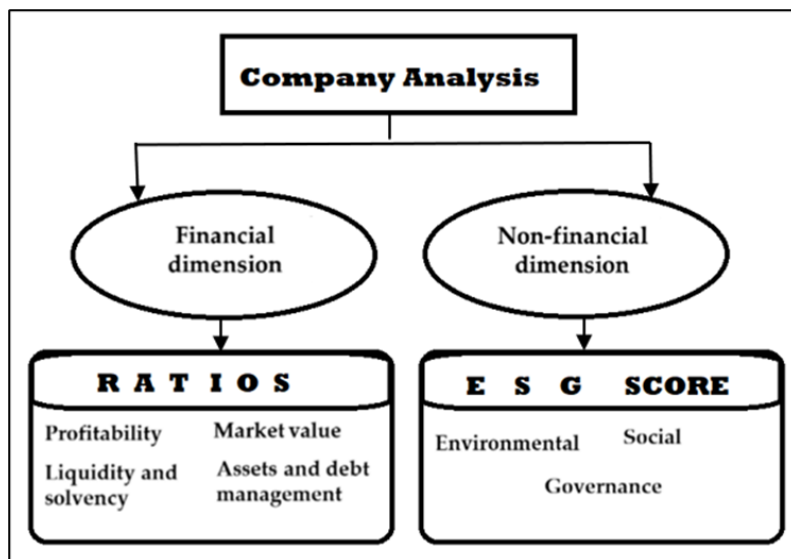 Company Analysis
Financial
dimension
Non-financial
dimension
R A T I O S
Profitability
Market value
Liquidity and
solvency
Assets and debt
management
E S G SCORE
Environmental
Social
Governance